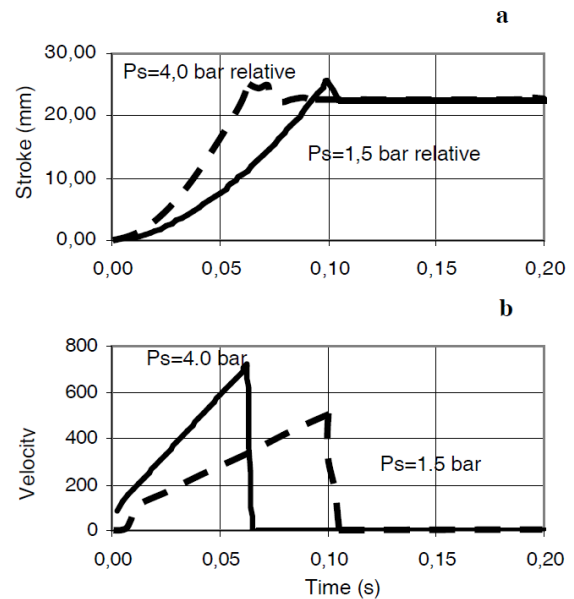 a
30,00
Ps=4,0 bar relative
20,00
Stroke (mm)
Ps=1,5 bar relative
10,00
0,00
0,00 0,05 0,10 0,15 0,20
b
800
Ps=4.0 bar
600
400
Velocity
Ps=1.5 bar
200
0
0,00 0,05 0,10 0,15 0,20
Time (s)